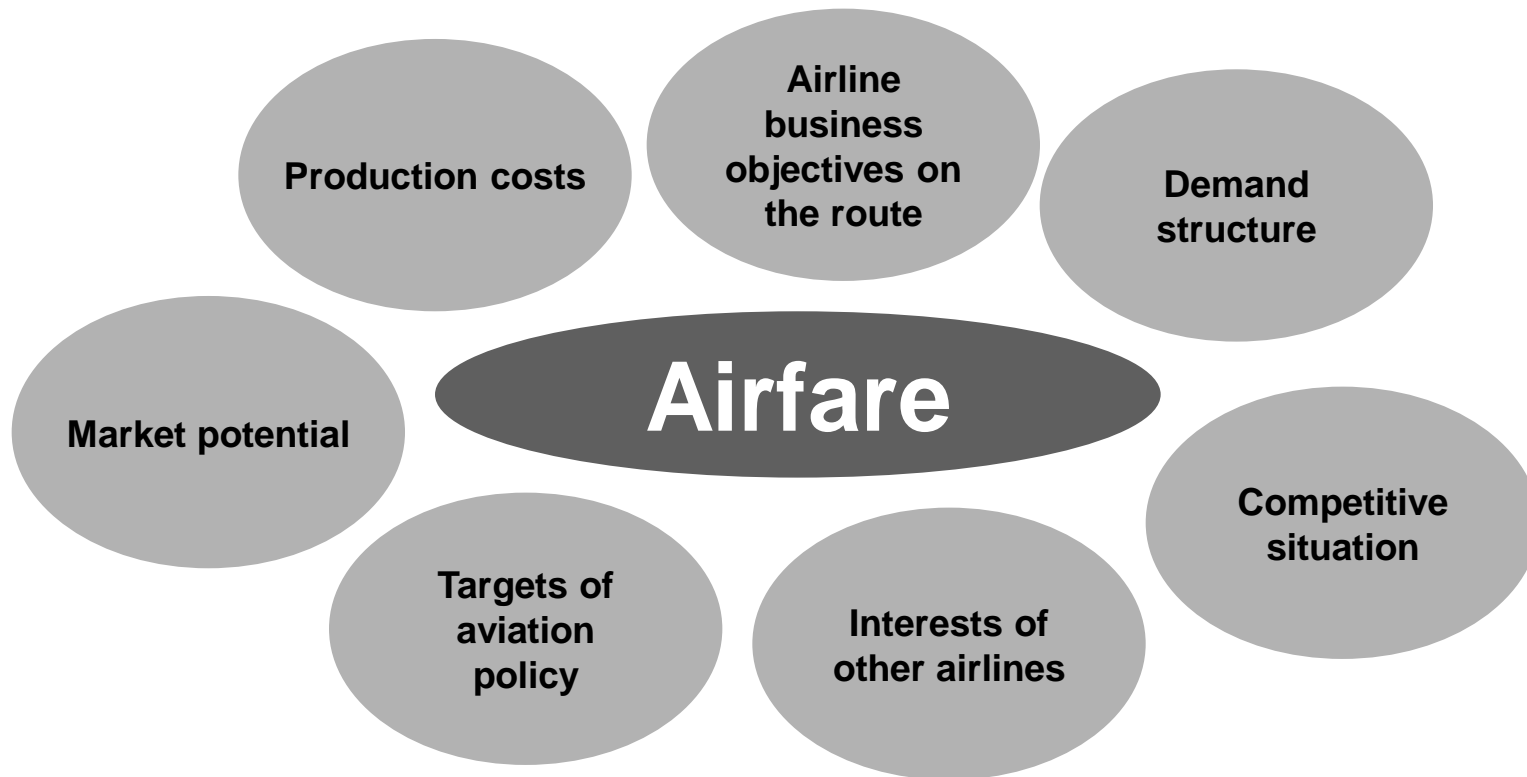 Airline
business
objectives on
the route
Production costs
Demand
structure
Airfare
Market potential
Competitive
situation
Targets of
aviation
policy
Interests of
other airlines